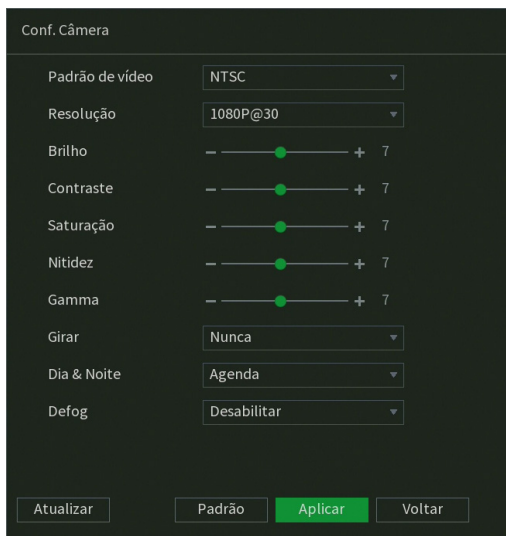 Conf. Câmera
Padrão de vídeo NTSC
Resolução 1080P@30
Brilho − + 7
Contraste − + 7
Saturação − + 7
Nitidez − + 7
Gamma − + 7
Girar Nunca
Dia & Noite Agenda
Defog Desabilitar
Atualizar Padrão Aplicar Voltar